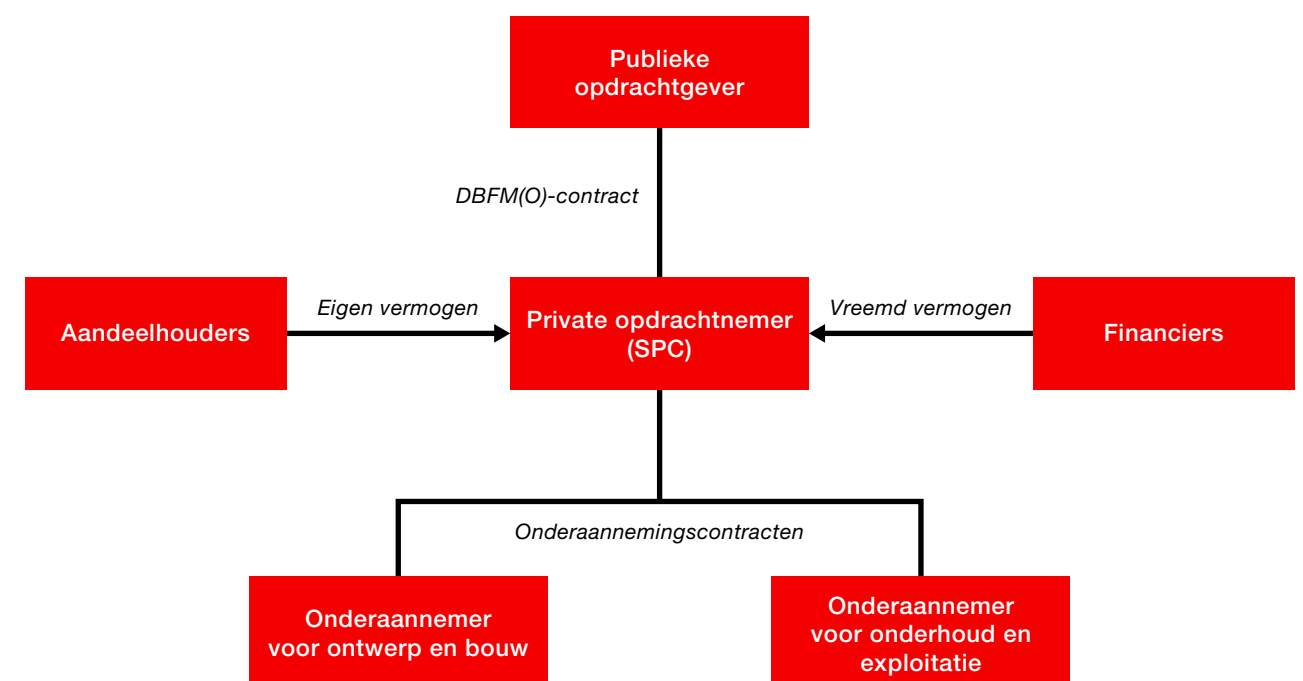 Publieke
opdrachtgever
DBFM(O)-contract
Aandeelhouders
Eigen vermogen
Private opdrachtnemer
(SPC)
Vreemd vermogen
Financiers
Onderaannemingscontracten
Onderaannemer
voor ontwerp en bouw
Onderaannemer
voor onderhoud en
exploitatie